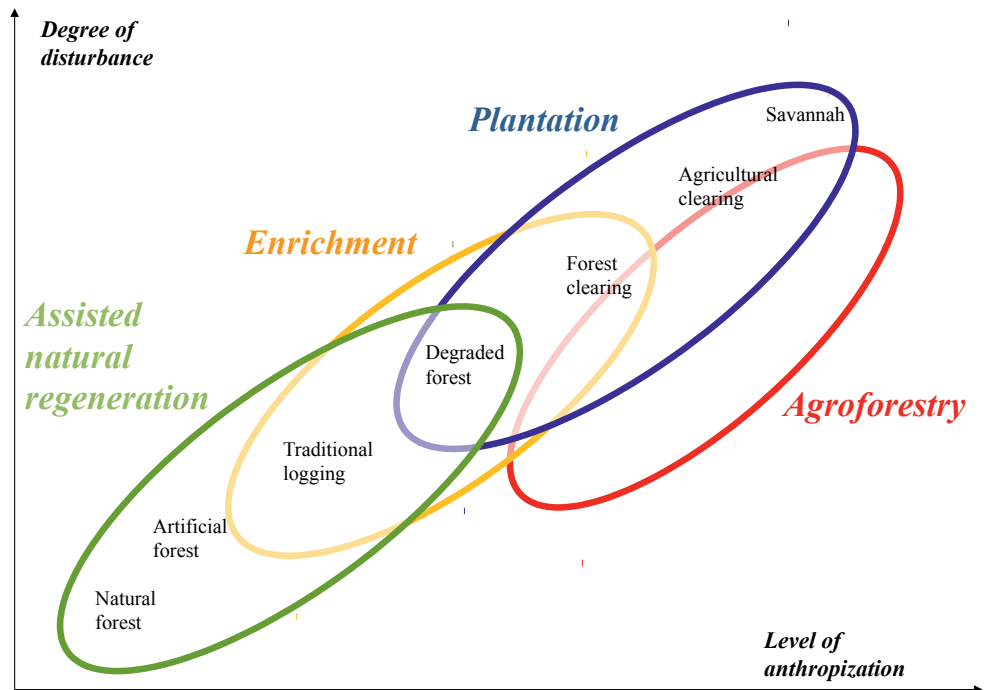 Degree of
disturbance
Plantation
Savannah
Agricultural
clearing
Enrichment
Forest
clearing
Assisted
natural
regeneration
Degraded
forest
Agroforestry
Traditional
logging
Artificial
forest
Natural
forest
Level of
anthropization